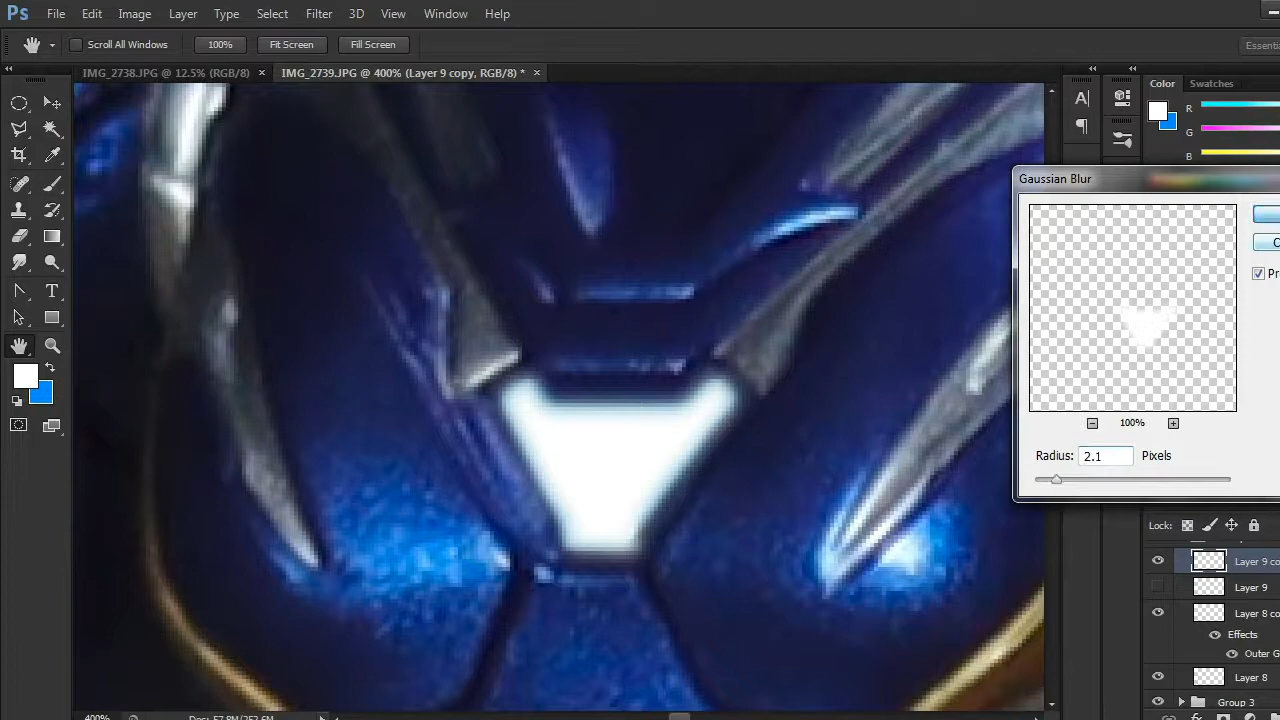 Ps File Edit Image Layer Type Select Filter 3D View Window Help
Scroll All Windows 100% Fit Screen Fill Screen Essenti
IMG_2738.JPG @ 12.5% (RGB/8) × IMG_2739.JPG @ 400% (Layer 9 copy, RGB/8) * ×
Color Swatches
R
G
B
Gaussian Blur
C
Pr
100%
Radius: 2.1 Pixels
Lock:
Layer 9 co
Layer 9
Layer 8 co
Effects
Outer G
Layer 8
Group 3
400% Doc: 57.8M/252.6M